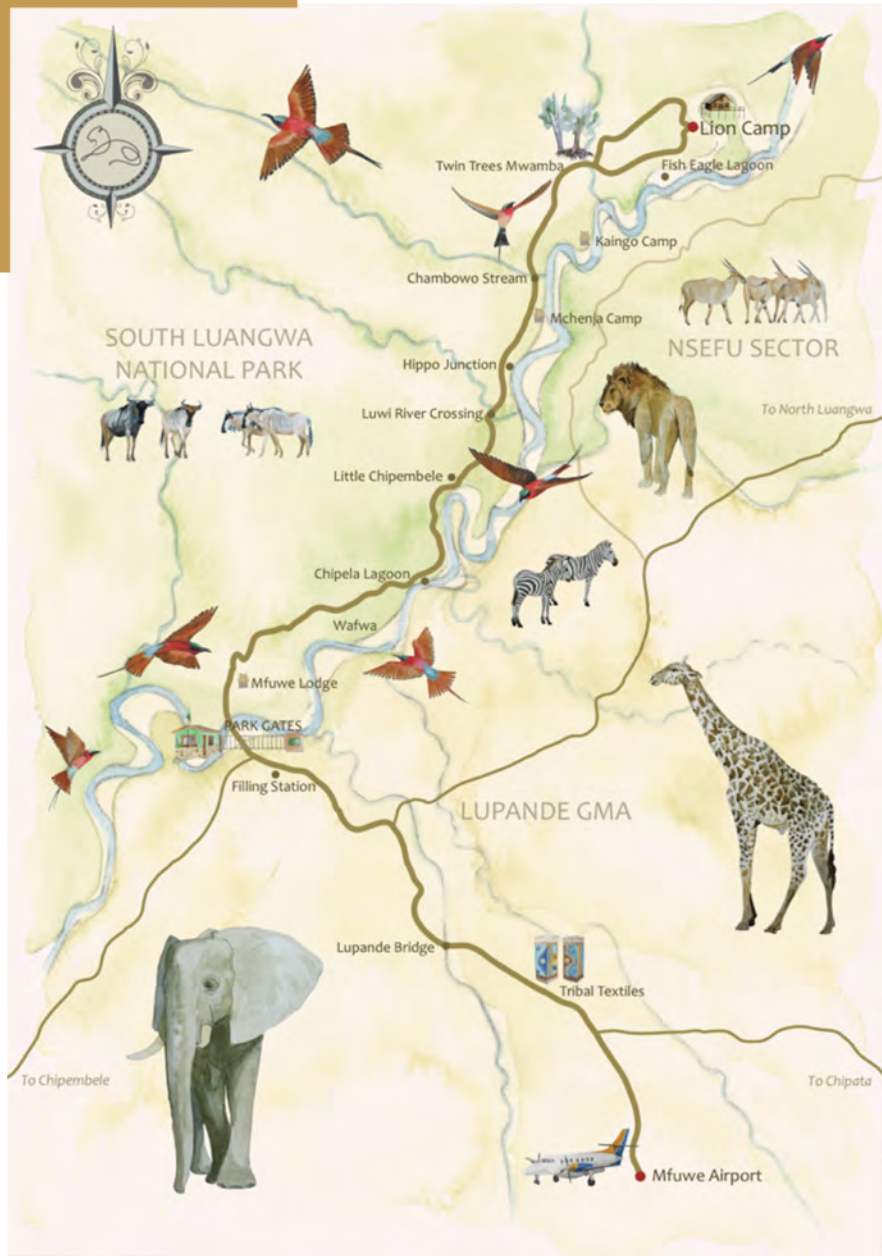 Lion Camp
Twin Trees Mwamba
Fish Eagle Lagoon
Kaingo Camp
Chambowo Stream
Mchenja Camp
SOUTH LUANGWA
NATIONAL PARK
NSEFU SECTOR
Hippo Junction
To North Luangwa
Luwi River Crossing
Little Chipembele
Chipela Lagoon
Wafwa
Mfuwe Lodge
PARK GATES
Filling Station
LUPANDE GMA
Lupande Bridge
Tribal Textiles
To Chipembele
To Chipata
Mfuwe Airport